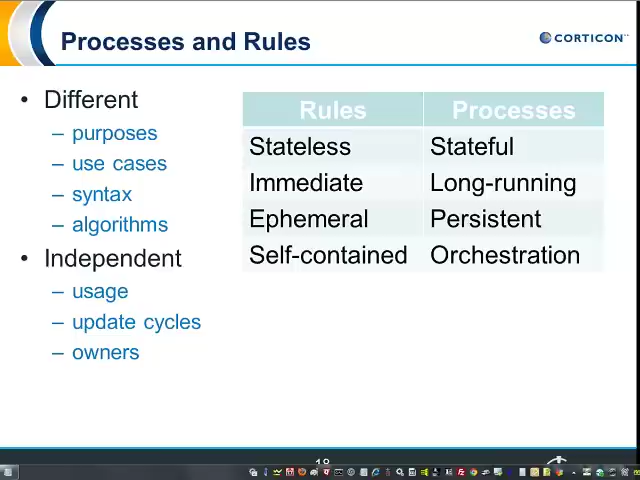 Processes and Rules
CORTICON
• Different
– purposes
– use cases
– syntax
– algorithms
• Independent
– usage
– update cycles
– owners
Rules Processes
Stateless Stateful
Immediate Long-running
Ephemeral Persistent
Self-contained Orchestration